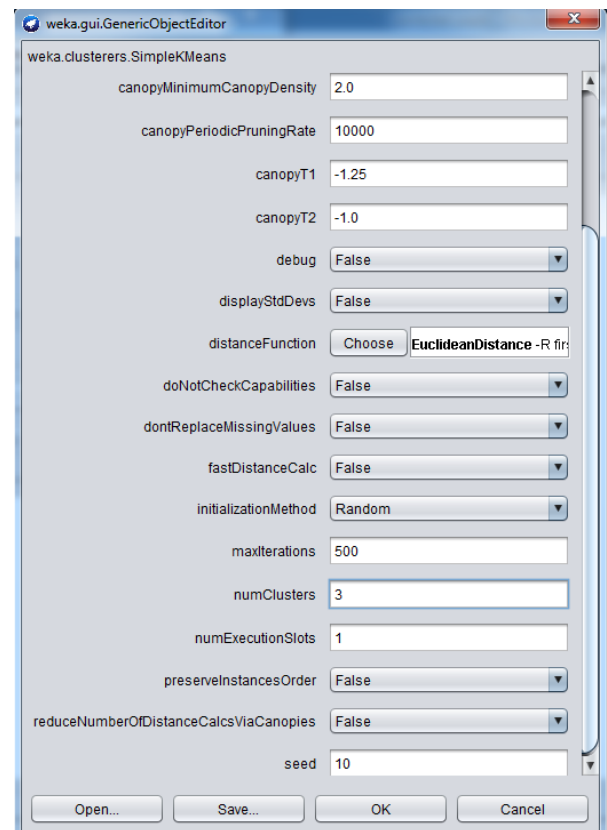 weka.gui.GenericObjectEditor
weka.clusterers.SimpleKMeans
canopyMinimumCanopyDensity 2.0
canopyPeriodicPruningRate 10000
canopyT1 -1.25
canopyT2 -1.0
debug False
displayStdDevs False
distanceFunction Choose EuclideanDistance -R firs
doNotCheckCapabilities False
dontReplaceMissingValues False
fastDistanceCalc False
initializationMethod Random
maxIterations 500
numClusters 3
numExecutionSlots 1
preserveInstancesOrder False
reduceNumberOfDistanceCalcsViaCanopies False
seed 10
Open... Save... OK Cancel